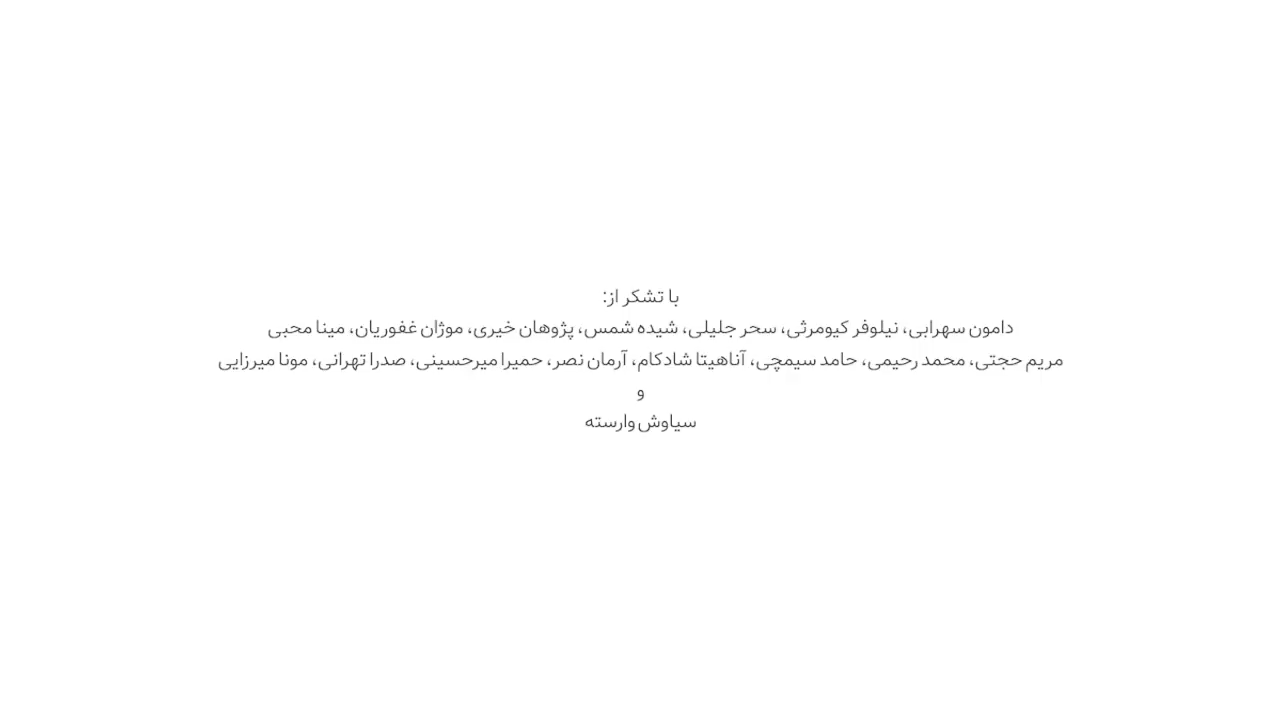 با تشکر از:
دامون سهرابی، نیلوفر کیومرثی، سحر جلیلی، شیده شمس، پژوهان خیری، موژان غفوریان، مینا محبی
مریم حجتی، محمد رحیمی، حامد سیمچی، آناهیتا شادکام، آرمان نصر، حمیرا میرحسینی، صدرا تهرانی، مونا میرزایی
و
سیاوش وارسته